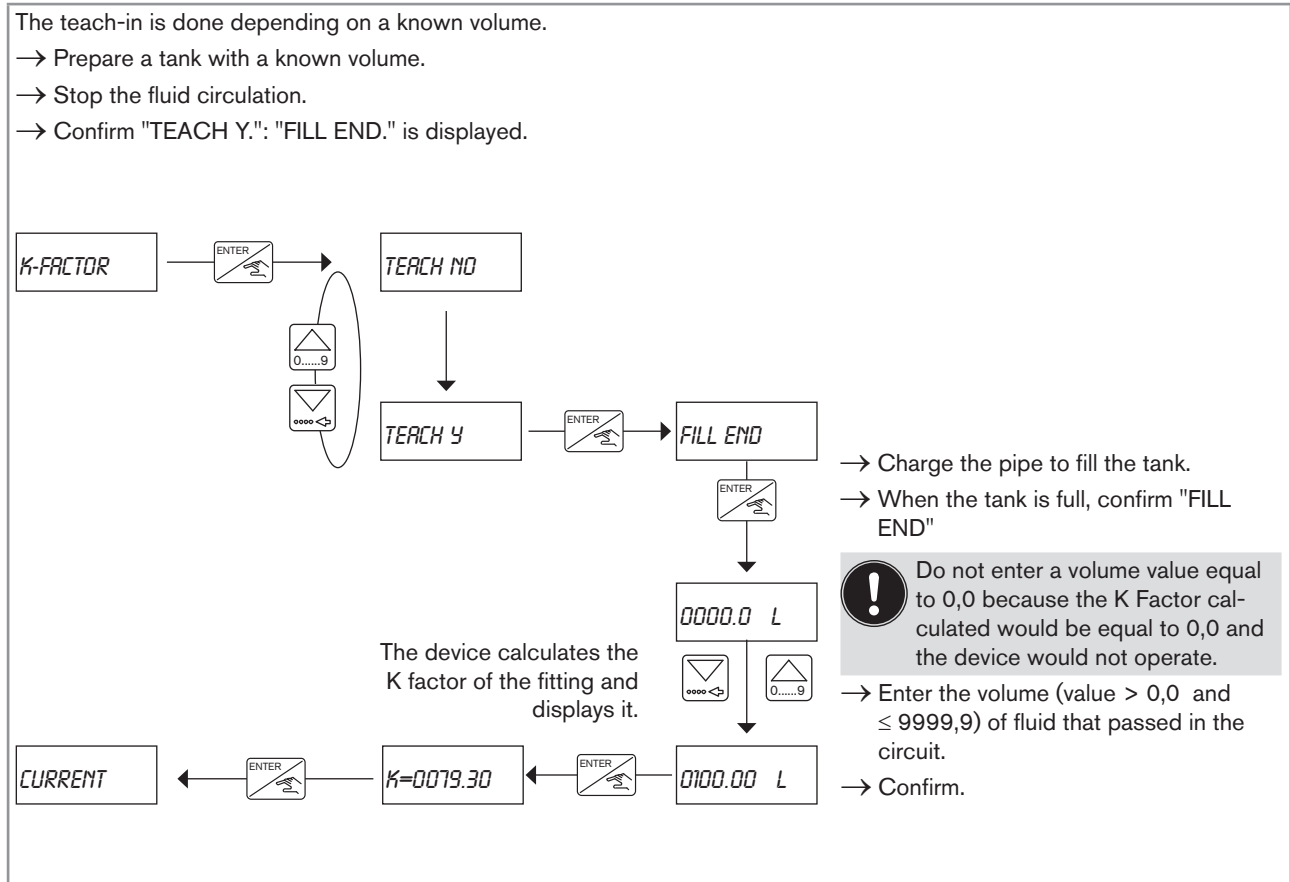 The teach-in is done depending on a known volume.
→ Prepare a tank with a known volume.
→ Stop the fluid circulation.
→ Confirm "TEACH Y.": "FILL END." is displayed.
K-FACTOR
ENTER
TEACH NO
0......9
TEACH Y
ENTER
FILL END
→ Charge the pipe to fill the tank.
→ When the tank is full, confirm "FILL
END"
ENTER
! Do not enter a volume value equal
to 0,0 because the K Factor cal-
culated would be equal to 0,0 and
the device would not operate.
0000.0 L
0......9
The device calculates the
K factor of the fitting and
displays it.
→ Enter the volume (value > 0,0 and
≤ 9999,9) of fluid that passed in the
circuit.
→ Confirm.
CURRENT
ENTER
K=0079.30
ENTER
0100.00 L